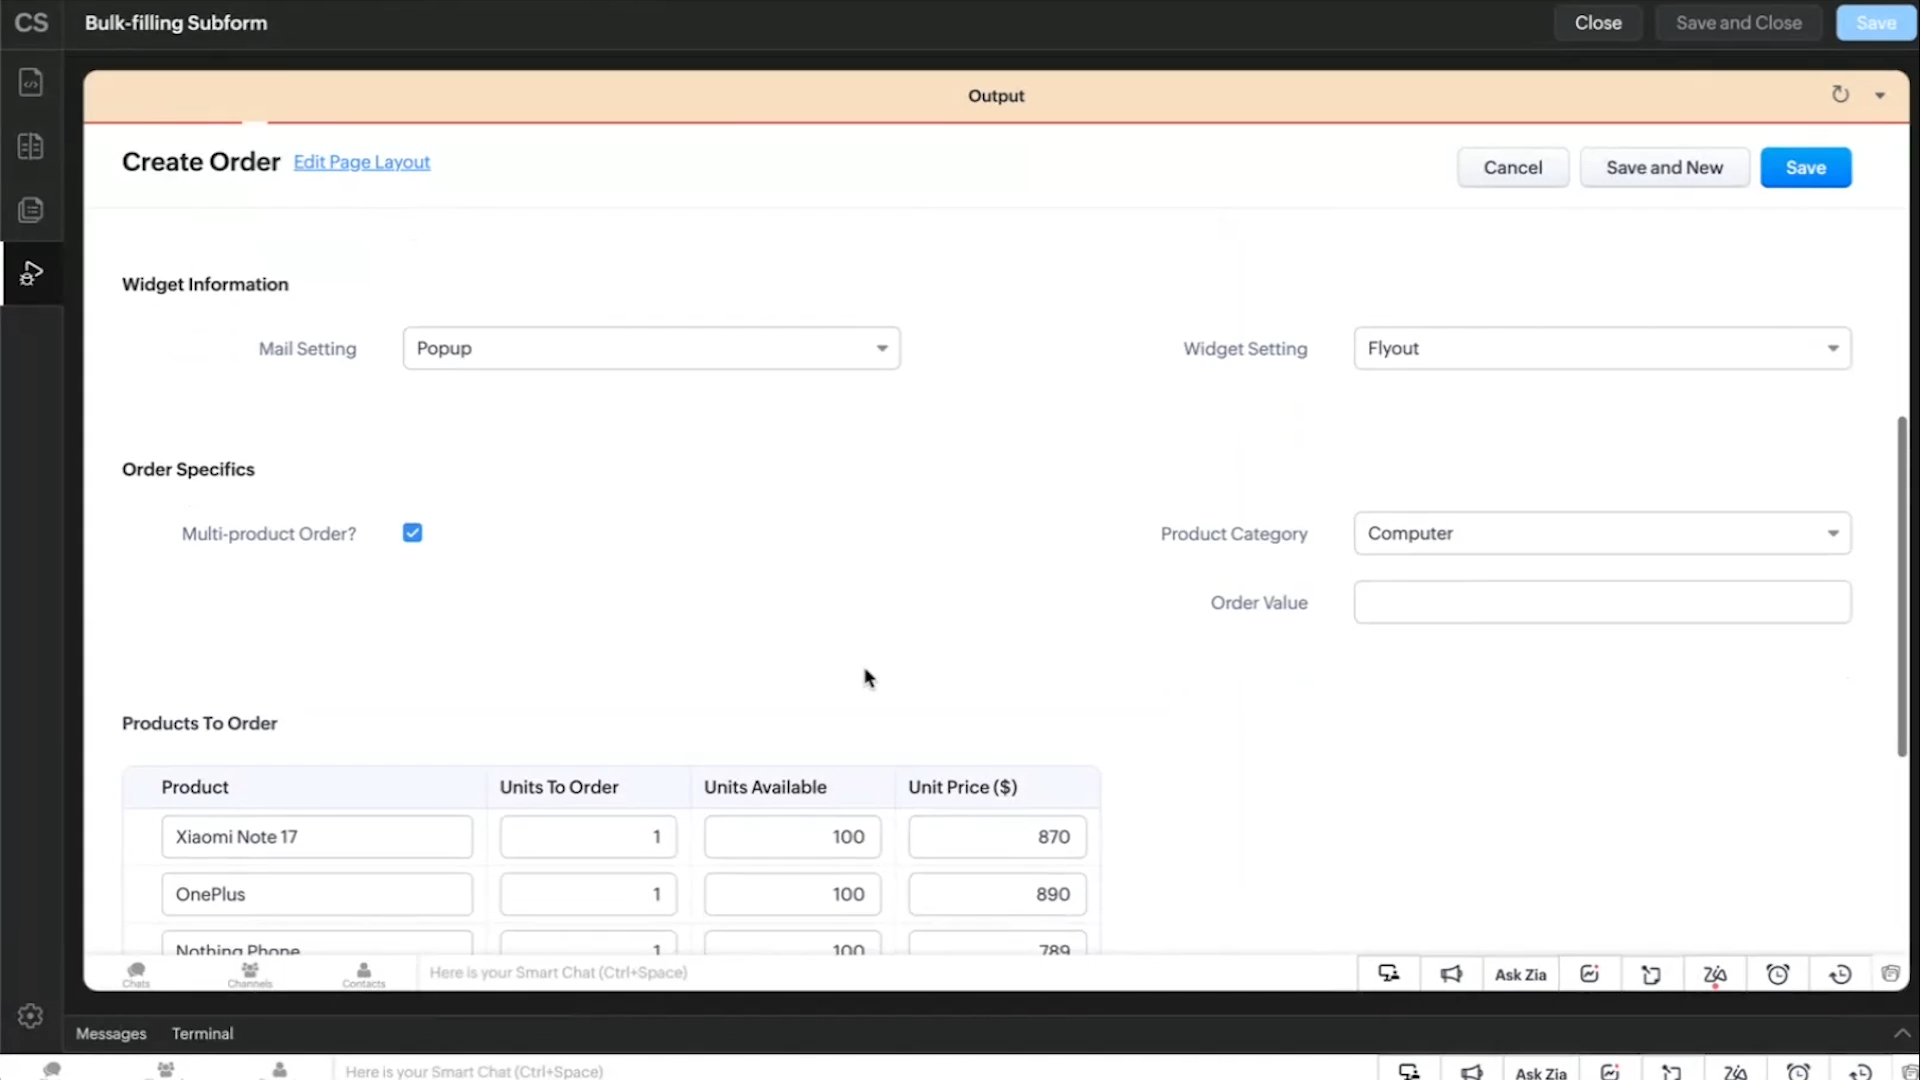 CS Bulk-filling Subform Close Save and Close Save
Output
Create Order Edit Page Layout Cancel Save and New Save
Widget Information
Mail Setting Popup Widget Setting Flyout
Order Specifics
Multi-product Order? Product Category Computer
Order Value
Products To Order
Product Units To Order Units Available Unit Price ($)
Xiaomi Note 17 1 100 870
OnePlus 1 100 890
Nothing Phone 1 100 789
Chats Channels Contacts Here is your Smart Chat (Ctrl+Space) Ask Zia
Messages Terminal
Here is your Smart Chat (Ctrl+Space) Ask Zia